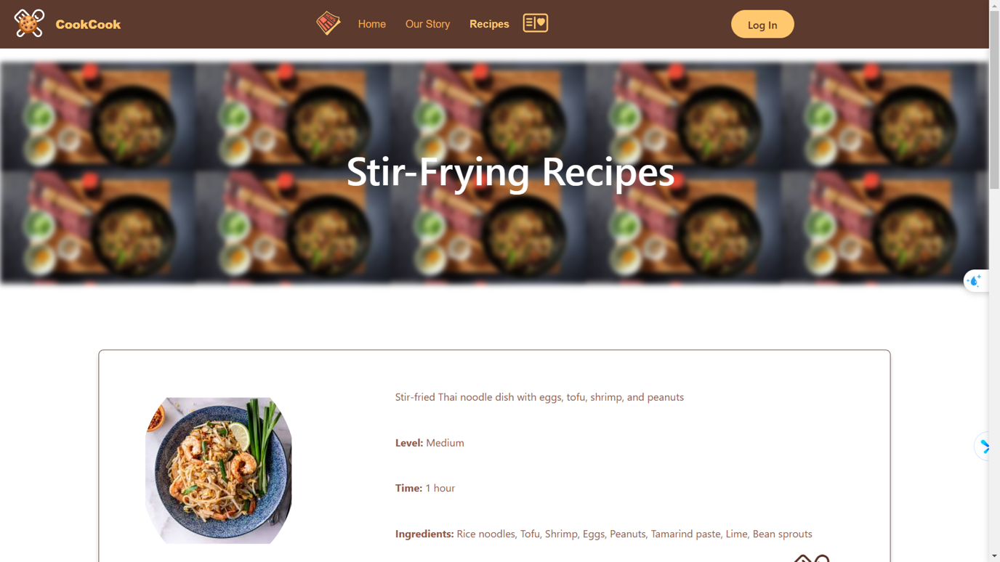 CookCook
Home
Our Story
Recipes
Log In
Stir-Frying Recipes
Stir-fried Thai noodle dish with eggs, tofu, shrimp, and peanuts
Level: Medium
Time: 1 hour
Ingredients: Rice noodles, Tofu, Shrimp, Eggs, Peanuts, Tamarind paste, Lime, Bean sprouts